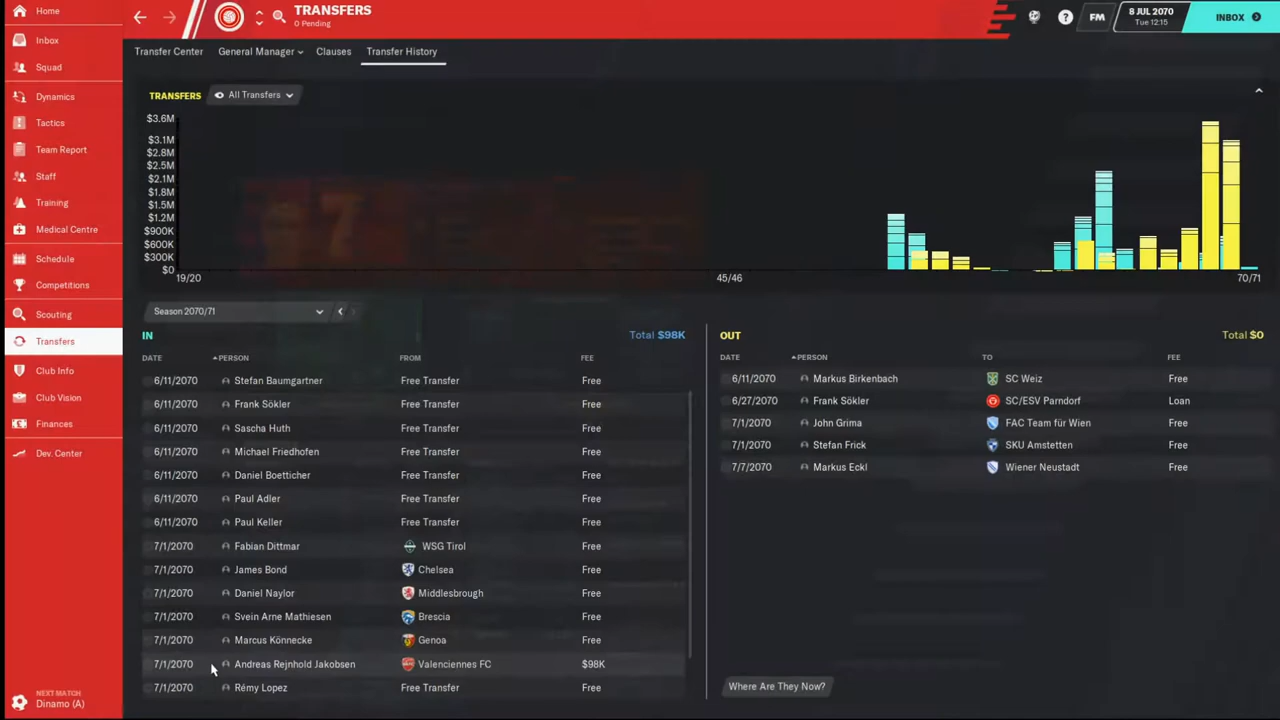 Home
TRANSFERS
0 Pending
FM
8 JUL 2070
Tue 12:15
INBOX
Inbox
Squad
Dynamics
Tactics
Team Report
Staff
Training
Medical Centre
Schedule
Competitions
Scouting
Transfers
Club Info
Club Vision
Finances
Dev. Center
NEXT MATCH
Dinamo (A)
Transfer Center
General Manager
Clauses
Transfer History
TRANSFERS
All Transfers
$3.6M
$3.1M
$2.8M
$2.5M
$2.1M
$1.8M
$1.2M
$900K
$600K
$300K
$0
19/20
45/46
70/71
Season 2070/71
IN
Total $98K
DATE PERSON FROM FEE
6/11/2070 Stefan Baumgartner Free Transfer Free
6/11/2070 Frank Sökler Free Transfer Free
6/11/2070 Sascha Huth Free Transfer Free
6/11/2070 Michael Friedhofen Free Transfer Free
6/11/2070 Daniel Boetticher Free Transfer Free
6/11/2070 Paul Adler Free Transfer Free
6/11/2070 Paul Keller Free Transfer Free
7/1/2070 Fabian Dittmar WSG Tirol Free
7/1/2070 James Bond Chelsea Free
7/1/2070 Daniel Naylor Middlesbrough Free
7/1/2070 Svein Arne Mathiesen Brescia Free
7/1/2070 Marcus Könnecke Genoa Free
7/1/2070 Andreas Rejnhold Jakobsen Valenciennes FC $98K
7/1/2070 Rémy Lopez Free Transfer Free
OUT
Total $0
DATE PERSON TO FEE
6/11/2070 Markus Birkenbach SC Weiz Free
6/27/2070 Frank Sökler SC/ESV Parndorf Loan
7/1/2070 John Grima FAC Team für Wien Free
7/1/2070 Stefan Frick SKU Amstetten Free
7/7/2070 Markus Eckl Wiener Neustadt Free
Where Are They Now?